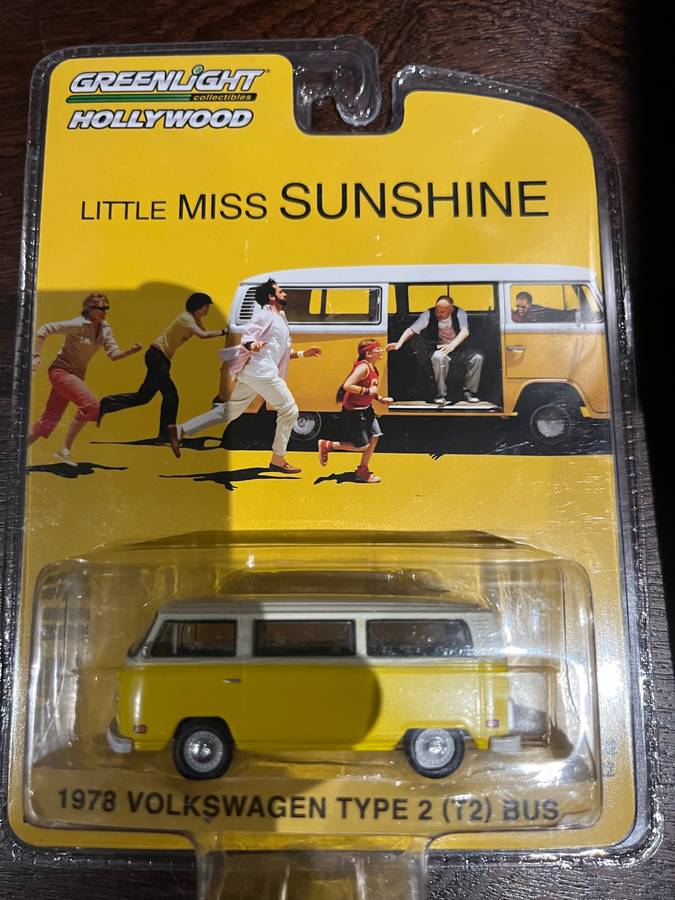 GREENLiGHT
collectibles
HOLLYWOOD
LITTLE MISS SUNSHINE
1978 VOLKSWAGEN TYPE 2 (T2) BUS